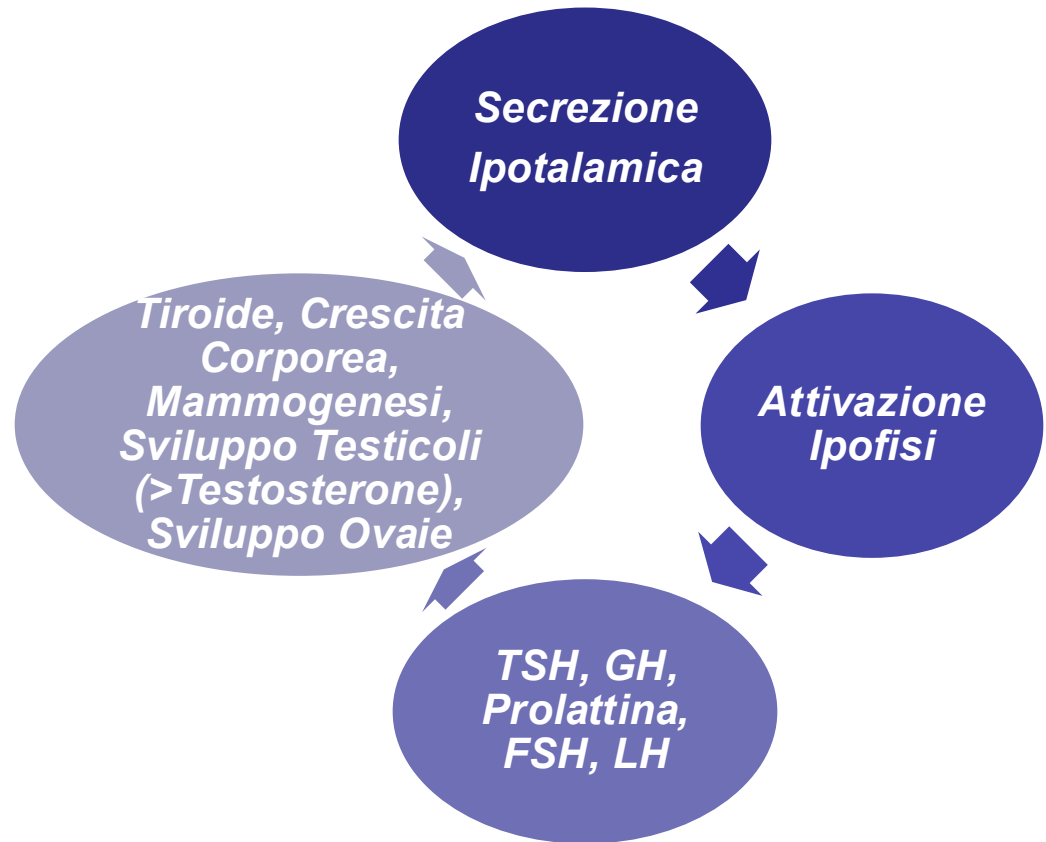 Secrezione
Ipotalamica
Tiroide, Crescita
Corporea,
Mammogenesi,
Sviluppo Testicoli
(>Testosterone),
Sviluppo Ovaie
Attivazione
Ipofisi
TSH, GH,
Prolattina,
FSH, LH